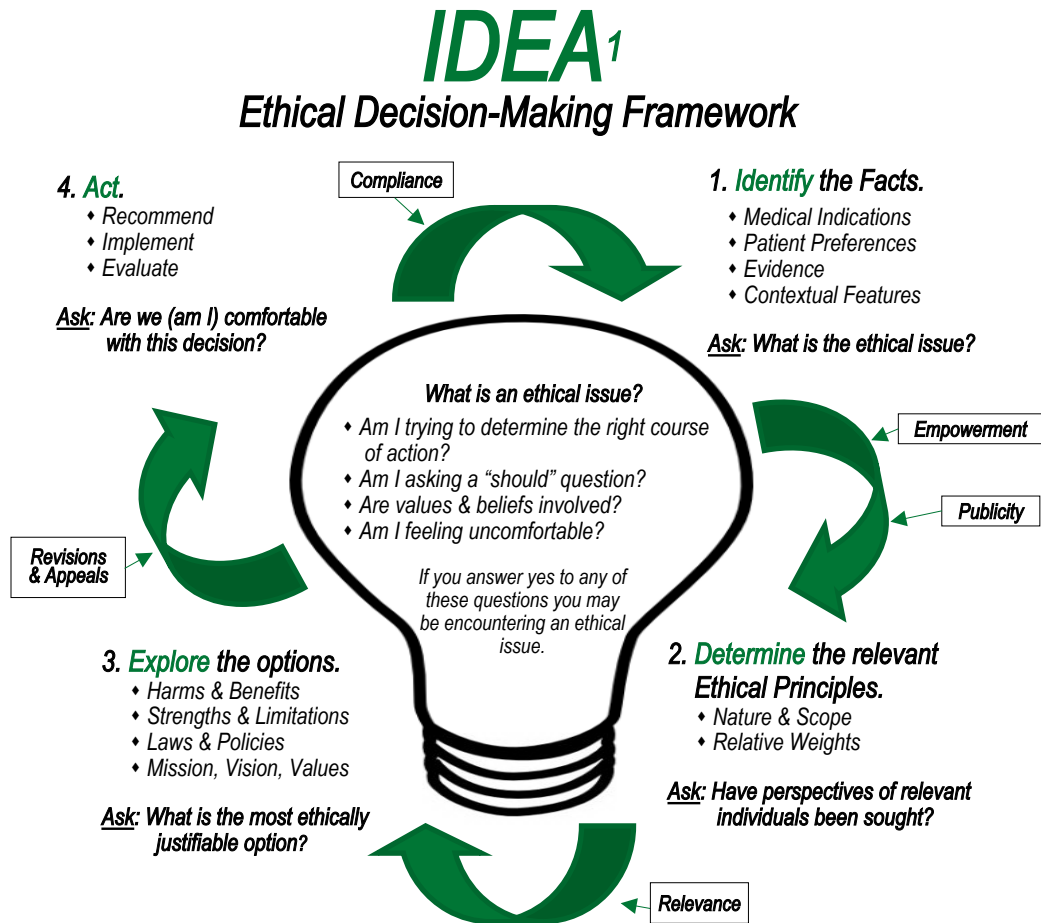 IDEA1
Ethical Decision-Making Framework
Compliance
1. Identify the Facts.
♦ Medical Indications
♦ Patient Preferences
♦ Evidence
♦ Contextual Features
Ask: What is the ethical issue?
Empowerment
Publicity
2. Determine the relevant
Ethical Principles.
♦ Nature & Scope
♦ Relative Weights
Ask: Have perspectives of relevant
individuals been sought?
Relevance
3. Explore the options.
♦ Harms & Benefits
♦ Strengths & Limitations
♦ Laws & Policies
♦ Mission, Vision, Values
Ask: What is the most ethically
justifiable option?
Revisions
& Appeals
4. Act.
♦ Recommend
♦ Implement
♦ Evaluate
Ask: Are we (am I) comfortable
with this decision?
What is an ethical issue?
♦ Am I trying to determine the right course
of action?
♦ Am I asking a “should” question?
♦ Are values & beliefs involved?
♦ Am I feeling uncomfortable?
If you answer yes to any of
these questions you may
be encountering an ethical
issue.